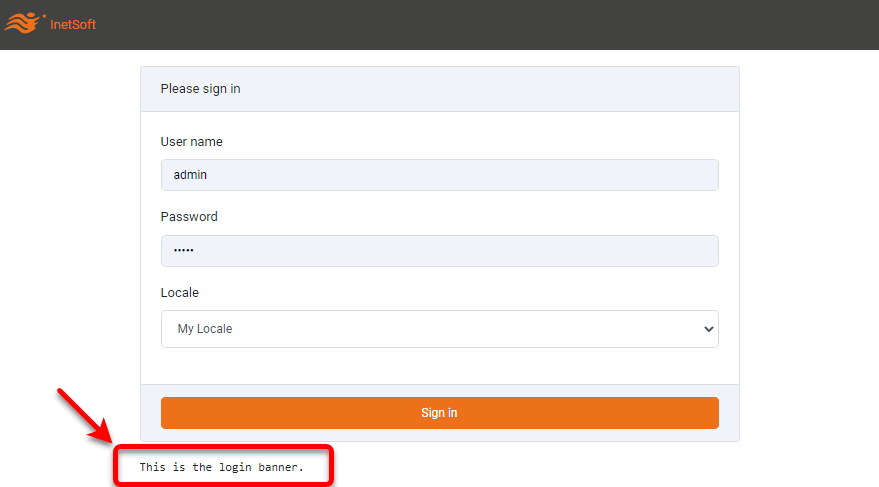 InetSoft
Please sign in
User name
admin
Password
•••••
Locale
My Locale
Sign in
This is the login banner.